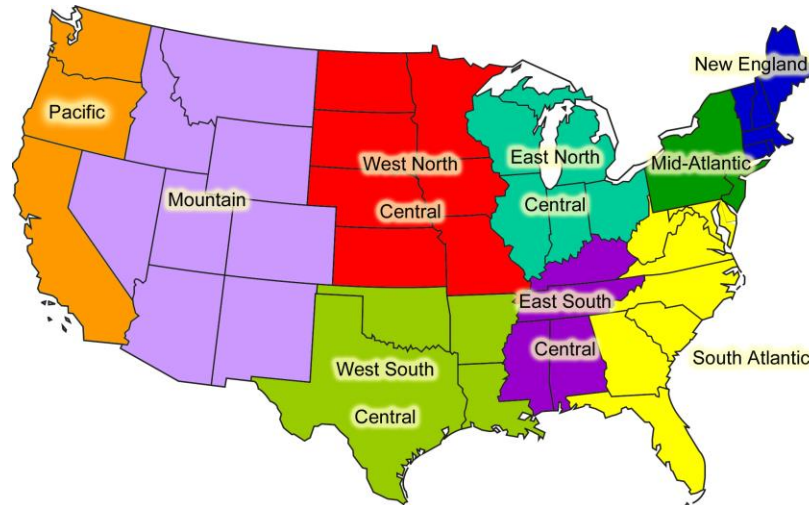 New England
Pacific
West North
Central
East North
Central
Mid-Atlantic
Mountain
East South
Central
West South
Central
South Atlantic